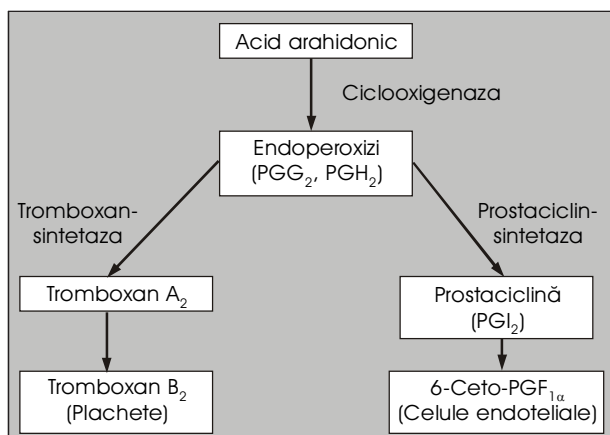 Acid arahidonic
Ciclooxigenaza
Endoperoxizi
(PGG₂, PGH₂)
Tromboxan-
sintetaza
Prostaciclin-
sintetaza
Tromboxan A₂
Prostaciclină
(PGI₂)
Tromboxan B₂
(Plachete)
6-Ceto-PGF₁α
(Celule endoteliale)